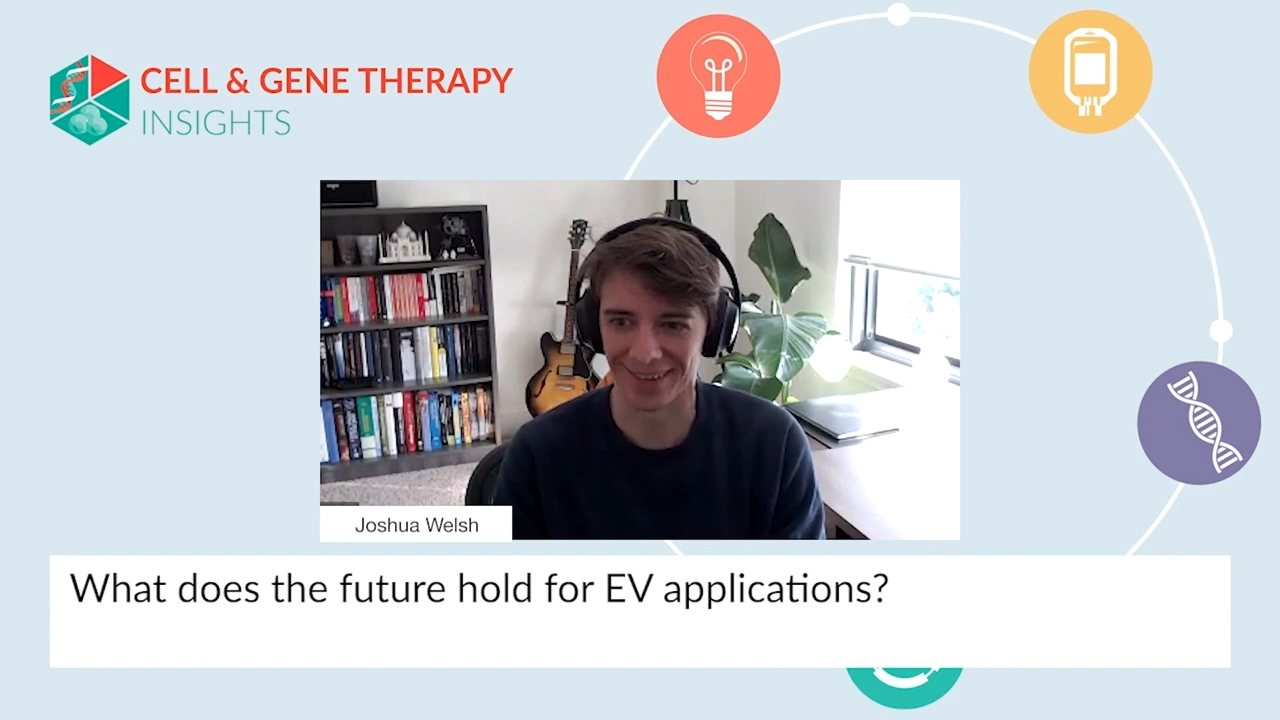 CELL & GENE THERAPY
INSIGHTS
Joshua Welsh
What does the future hold for EV applications?